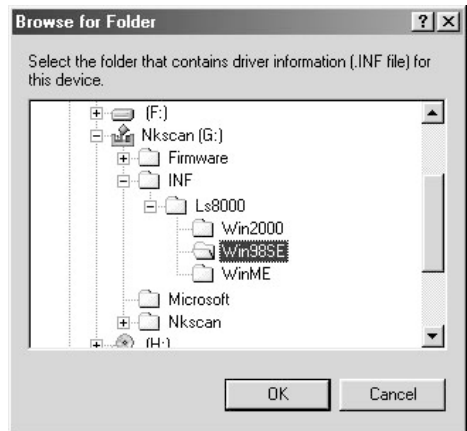 Browse for Folder
Select the folder that contains driver information (.INF file) for
this device.
(F:)
Nkscan (G:)
Firmware
INF
Ls8000
Win2000
Win98SE
WinME
Microsoft
Nkscan
(H:)
OK Cancel